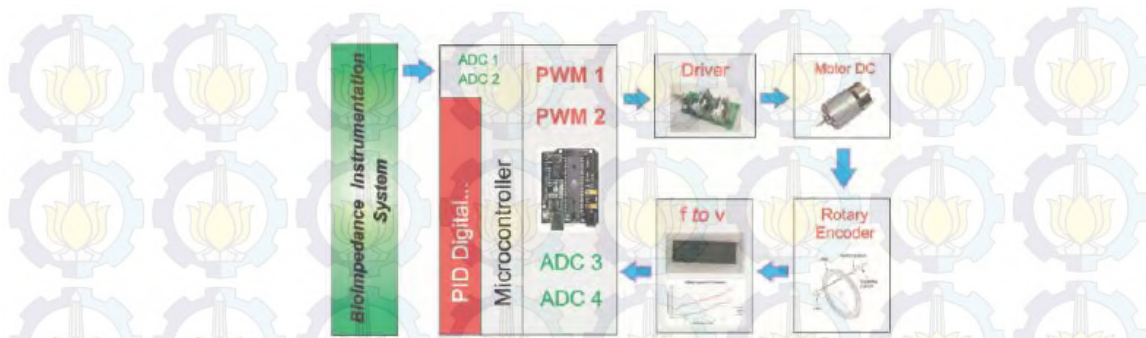 BioImpedance Instrumentation
System
ADC 1
ADC 2
PID Digital...
Microcontroller
PWM 1
PWM 2
ADC 3
ADC 4
Driver
Motor DC
f to v
Rotary
Encoder